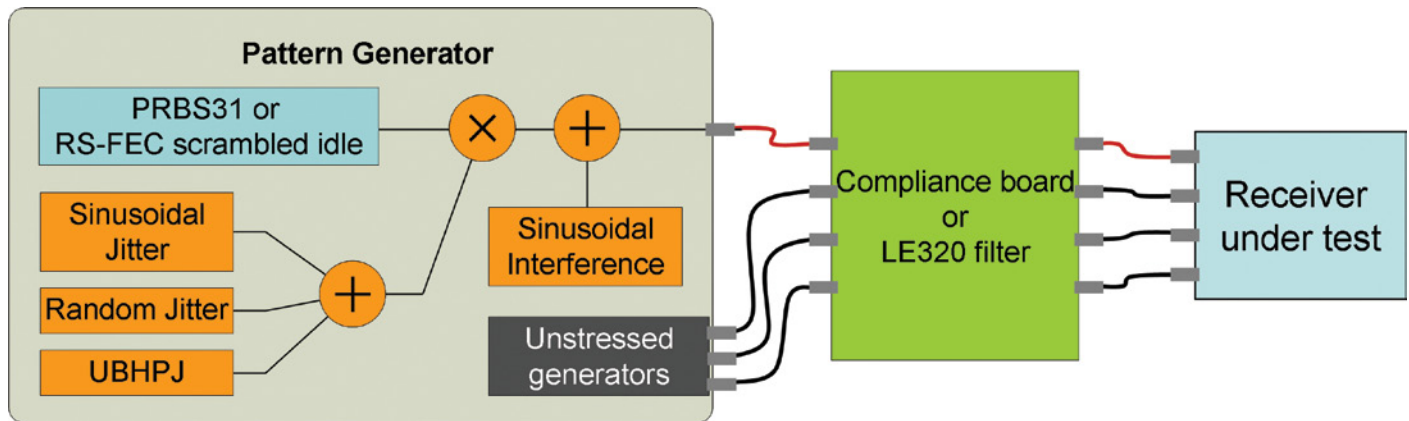 Pattern Generator
PRBS31 or
RS-FEC scrambled idle
×
+
Sinusoidal
Jitter
Random Jitter
UBHPJ
+
Sinusoidal
Interference
Unstressed
generators
Compliance board
or
LE320 filter
Receiver
under test